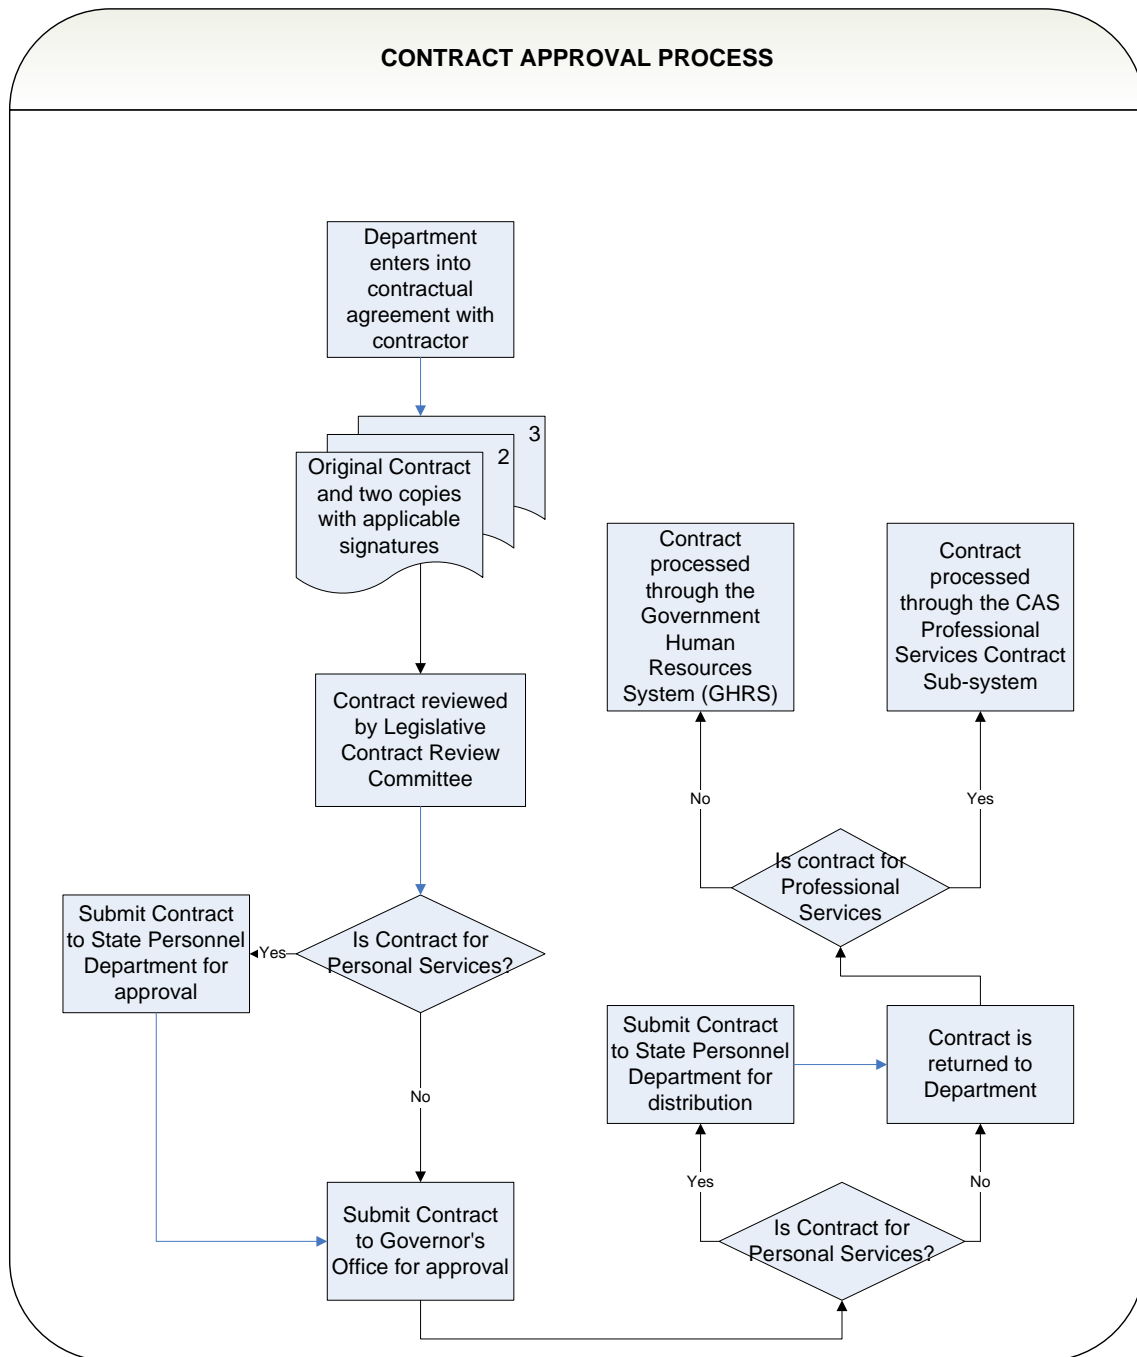 CONTRACT APPROVAL PROCESS
Department
enters into
contractual
agreement with
contractor
3
2
Original Contract
and two copies
with applicable
signatures
Contract reviewed
by Legislative
Contract Review
Committee
Is Contract for
Personal Services?
Yes
Submit Contract
to State Personnel
Department for
approval
No
Submit Contract
to Governor's
Office for approval
Is Contract for
Personal Services?
Yes
No
Submit Contract
to State Personnel
Department for
distribution
Contract is
returned to
Department
Is contract for
Professional
Services
No
Yes
Contract
processed
through the
Government
Human
Resources
System (GHRS)
Contract
processed
through the CAS
Professional
Services Contract
Sub-system